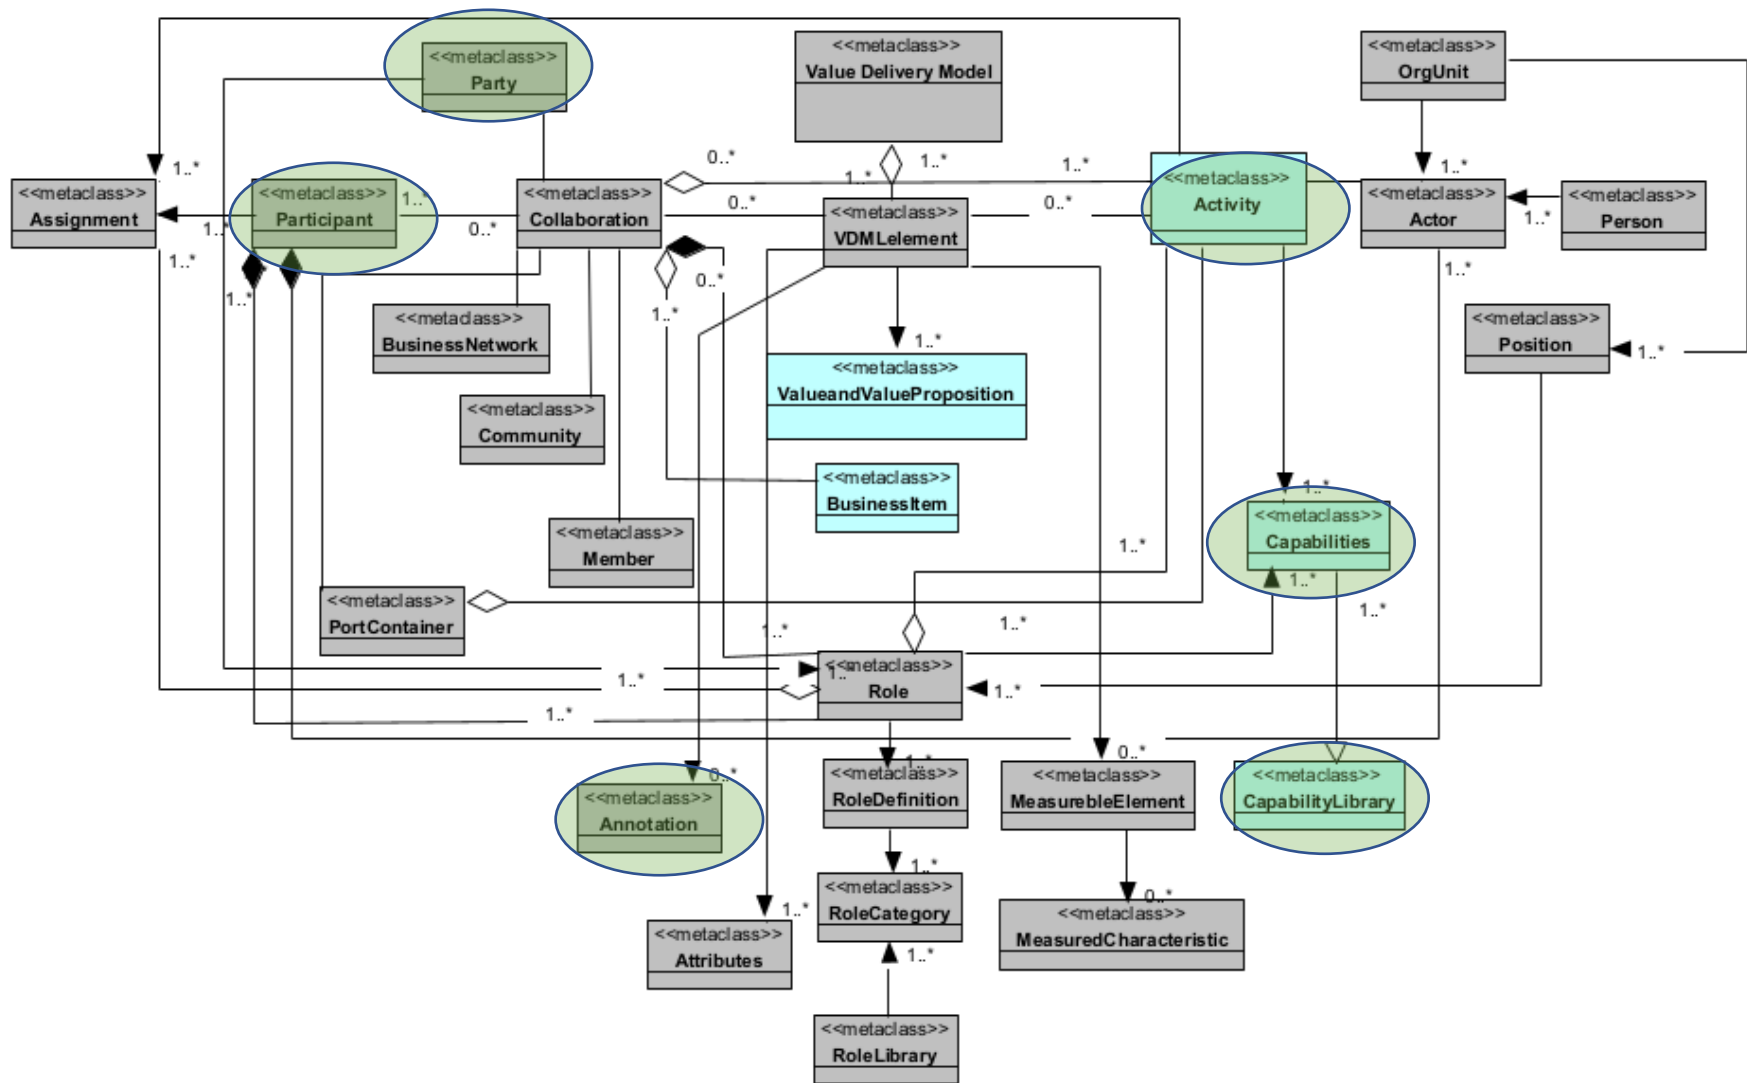 <<metaclass>>
Party
<<metaclass>>
Value Delivery Model
<<metaclass>>
OrgUnit
1..*
0..*
1..*
1..*
1..*
1..*
<<metaclass>>
Assignment
<<metaclass>>
Participant
1..*
1..*
0..*
<<metaclass>>
Collaboration
0..*
<<metaclass>>
VDMLelement
0..*
<<metaclass>>
Activity
<<metaclass>>
Actor
1..*
<<metaclass>>
Person
1..*
1..*
0..*
1..*
1..*
<<metaclass>>
BusinessNetwork
<<metaclass>>
Position
1..*
1..*
<<metaclass>>
ValueandValueProposition
<<metaclass>>
Community
<<metaclass>>
BusinessItem
1..*
<<metaclass>>
Capabilities
<<metaclass>>
Member
1..*
1..*
1..*
<<metaclass>>
PortContainer
1..*
1..*
<<metaclass>>
1..*
Role
1..*
1..*
1..*
0..*
1..*
0..*
<<metaclass>>
Annotation
<<metaclass>>
RoleDefinition
<<metaclass>>
MeasurebleElement
<<metaclass>>
CapabilityLibrary
1..*
0..*
<<metaclass>>
RoleCategory
1..*
<<metaclass>>
Attributes
<<metaclass>>
MeasuredCharacteristic
1..*
<<metaclass>>
RoleLibrary